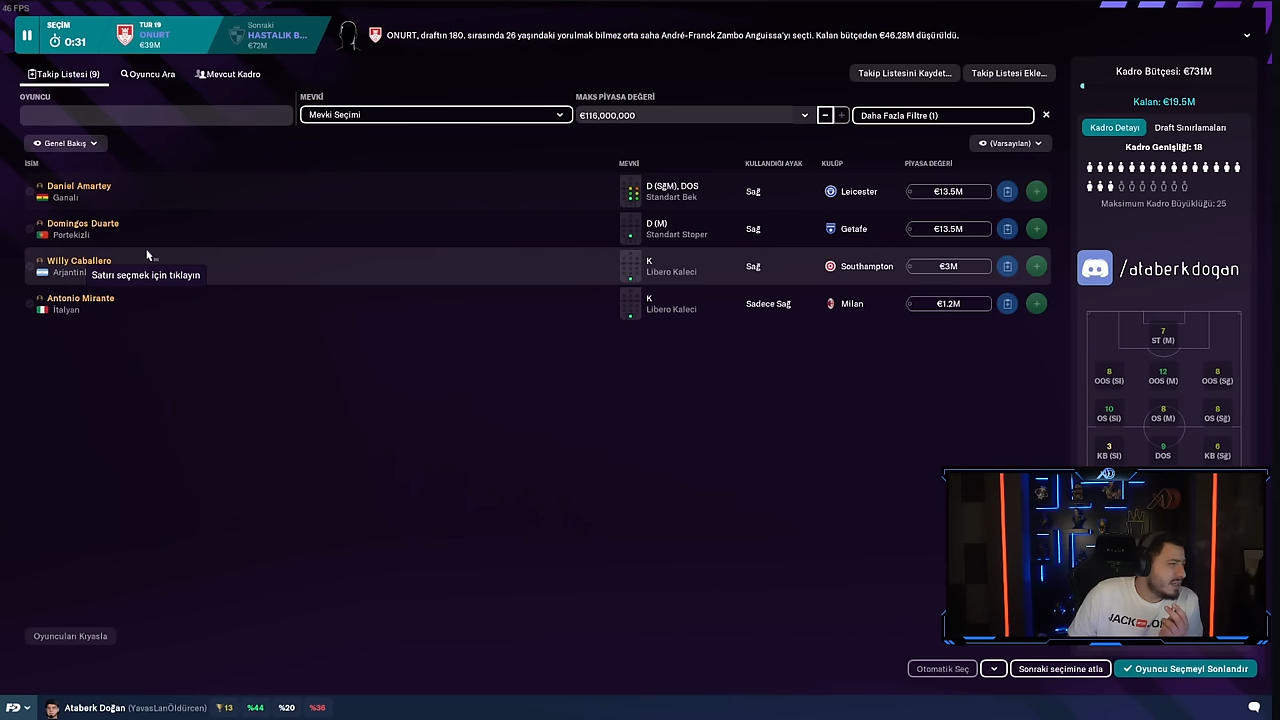 46 FPS
SEÇİM
0:31
TUR 19
ONURT
€39M
Sonraki
HASTALIK B...
€72M
ONURT, draftın 180. sırasında 26 yaşındaki yorulmak bilmez orta saha André-Franck Zambo Anguissa'yı seçti. Kalan bütçeden €46.28M düşürüldü.
Takip Listesi (9)
Oyuncu Ara
Mevcut Kadro
Takip Listesini Kaydet...
Takip Listesi Ekle...
OYUNCU
MEVKİ
MAKS PİYASA DEĞERİ
Mevki Seçimi
€116,000,000
Daha Fazla Filtre (1)
Genel Bakış
(Varsayılan)
İSİM
MEVKİ
KULLANDIĞI AYAK
KULÜP
PİYASA DEĞERİ
Daniel Amartey
Ganalı
D (SğM), DOS
Standart Bek
Sağ
Leicester
€13.5M
Domingos Duarte
Portekizli
D (M)
Standart Stoper
Sağ
Getafe
€13.5M
Willy Caballero
Arjantinl
Satırı seçmek için tıklayın
K
Libero Kaleci
Sağ
Southampton
€3M
Antonio Mirante
İtalyan
K
Libero Kaleci
Sadece Sağ
Milan
€1.2M
Kadro Bütçesi: €731M
Kalan: €19.5M
Kadro Detayı
Draft Sınırlamaları
Kadro Genişliği: 18
Maksimum Kadro Büyüklüğü: 25
/ataberkdogan
7
ST (M)
8
OOS (Sl)
12
OOS (M)
8
OOS (Sğ)
10
OS (Sl)
8
OS (M)
8
OS (Sğ)
3
KB (Sl)
9
DOS
6
KB (Sğ)
Oyuncuları Kıyasla
Otomatik Seç
Sonraki seçimine atla
Oyuncu Seçmeyi Sonlandır
FD
Ataberk Doğan (YavasLanÖldürcen)
13
%44
%20
%36